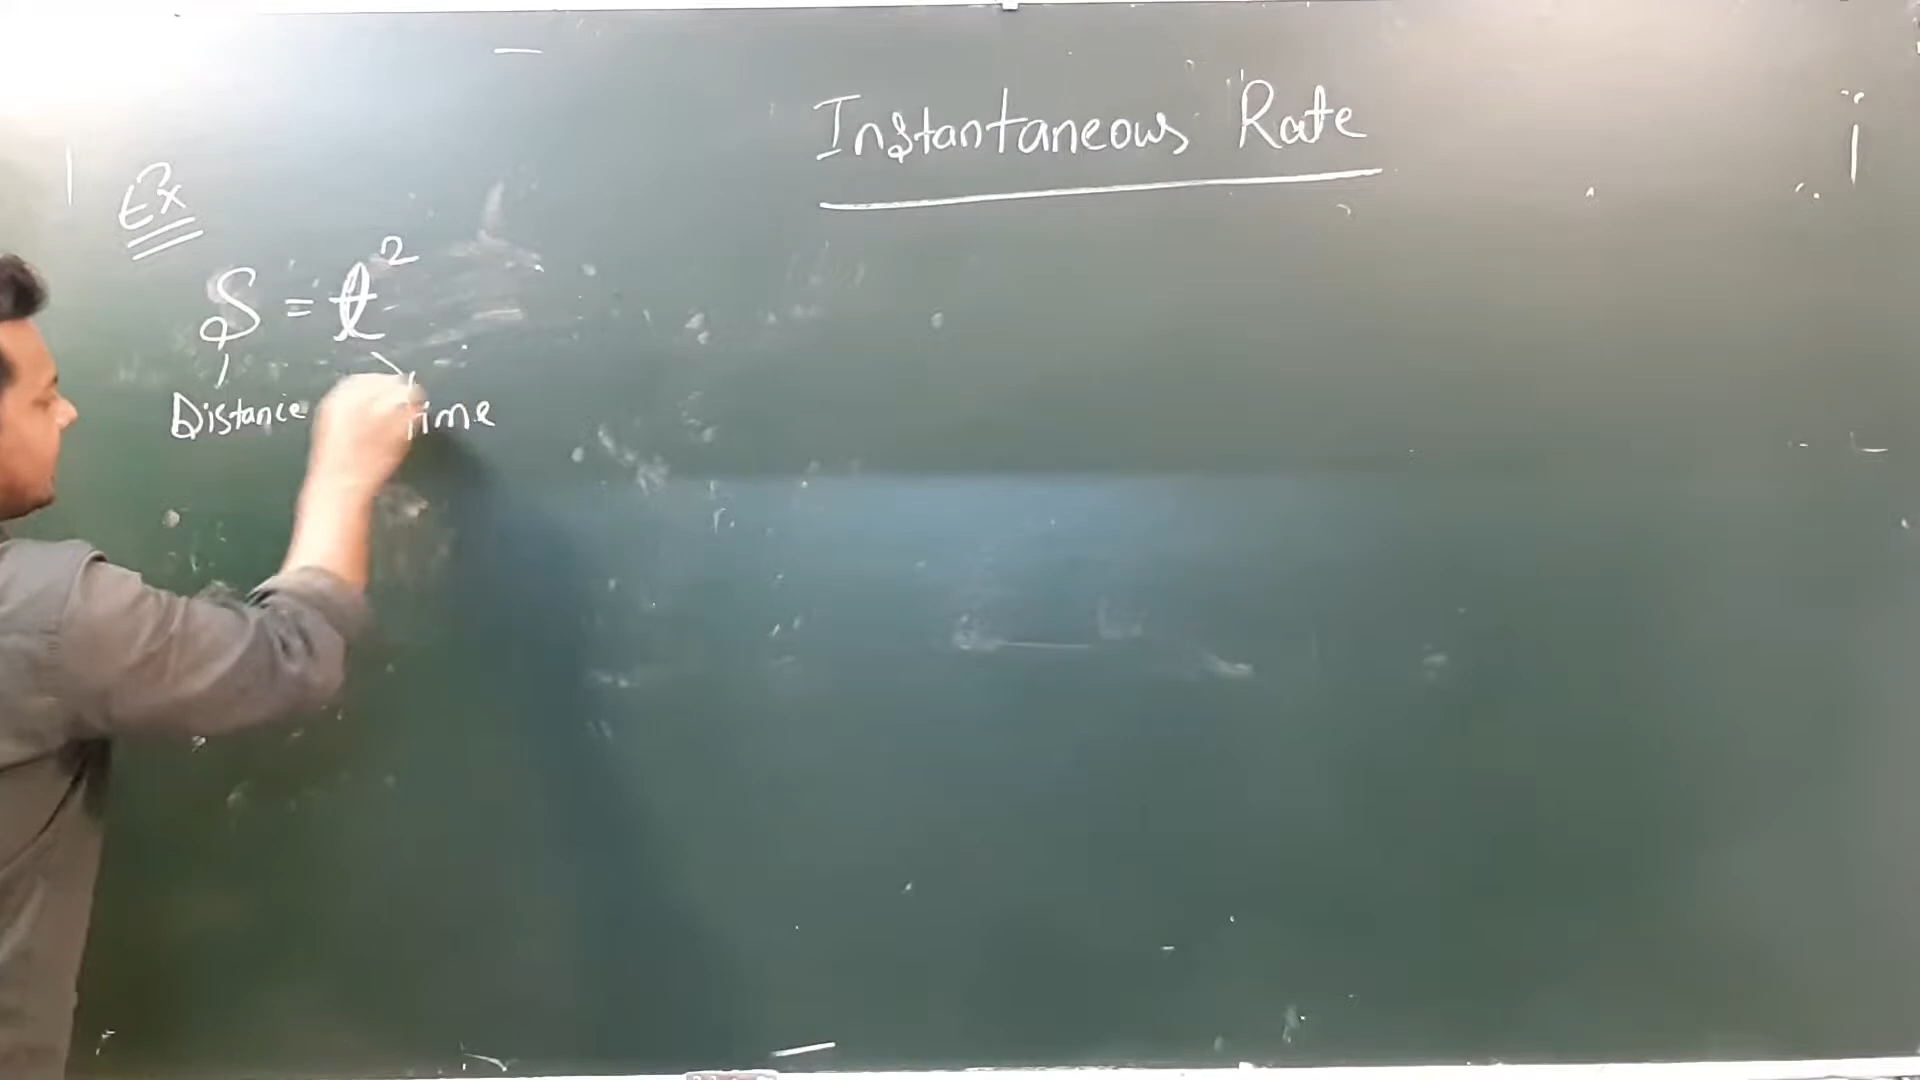 Instantaneous Rate
Ex
S = t²
Distance Time